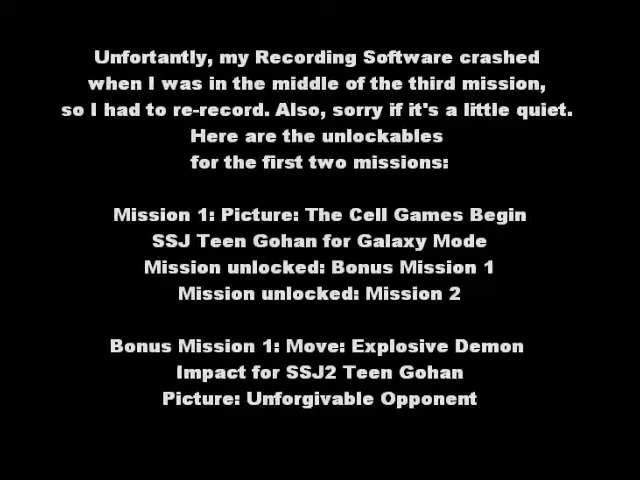 Unfortantly, my Recording Software crashed
when I was in the middle of the third mission,
so I had to re-record. Also, sorry if it's a little quiet.
Here are the unlockables
for the first two missions:
Mission 1: Picture: The Cell Games Begin
SSJ Teen Gohan for Galaxy Mode
Mission unlocked: Bonus Mission 1
Mission unlocked: Mission 2
Bonus Mission 1: Move: Explosive Demon
Impact for SSJ2 Teen Gohan
Picture: Unforgivable Opponent